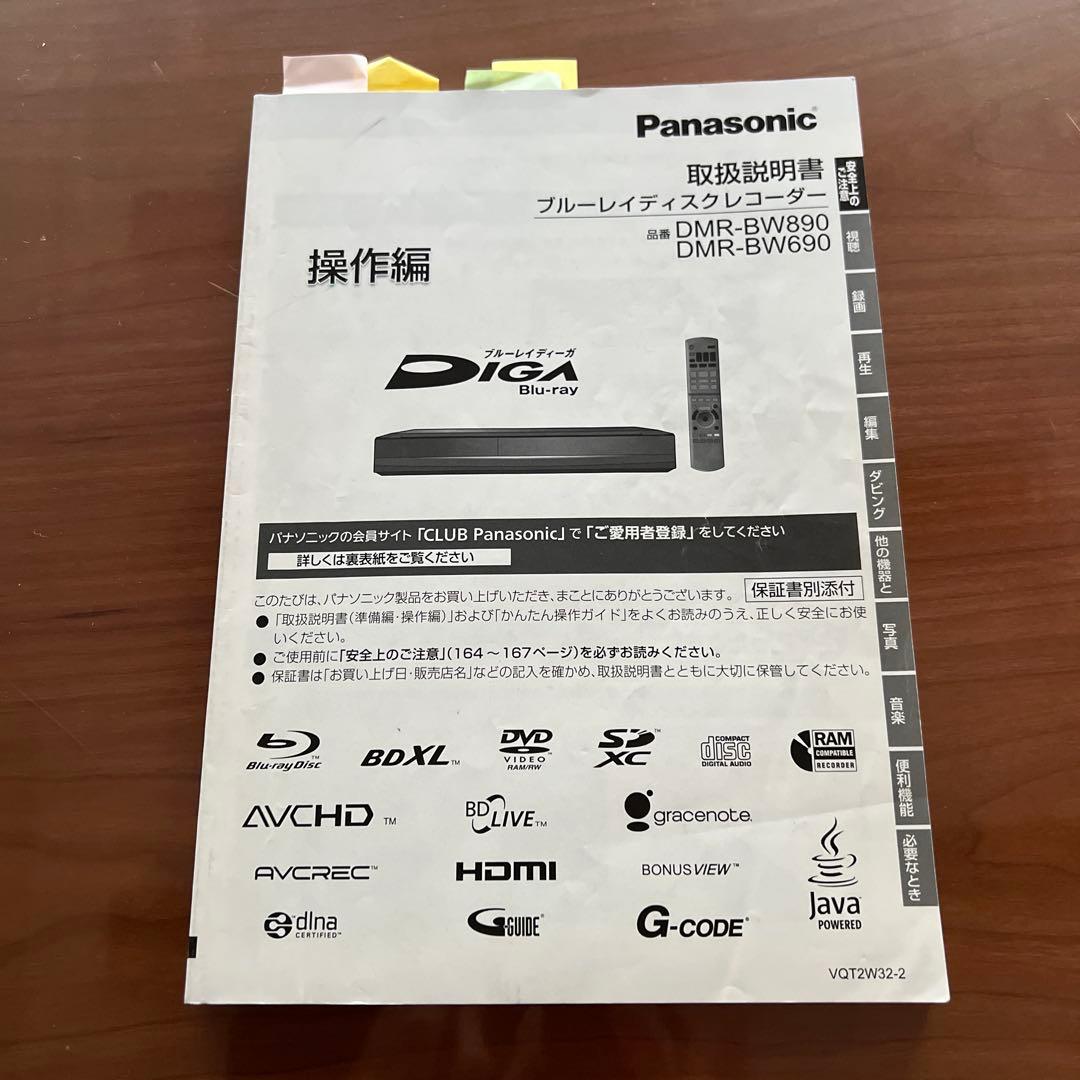 Panasonic
取扱説明書
ブルーレイディスクレコーダー
品番 DMR-BW890
DMR-BW690
操作編
ブルーレイディーガ
DIGA
Blu-ray
パナソニックの会員サイト「CLUB Panasonic」で「ご愛用者登録」をしてください
詳しくは裏表紙をご覧ください
このたびは、パナソニック製品をお買い上げいただき、まことにありがとうございます。 保証書別添付
● 「取扱説明書(準備編・操作編)」および「かんたん操作ガイド」をよくお読みのうえ、正しく安全にお使
いください。
● ご使用前に「安全上のご注意」(164～167ページ)を必ずお読みください。
● 保証書は「お買い上げ日・販売店名」などの記入を確かめ、取扱説明書とともに大切に保管してください。
Blu-ray Disc TM
BDXL TM
DVD
VIDEO TM
RAM/RW
SD XC TM
COMPACT disc DIGITAL AUDIO
RAM COMPATIBLE RECORDER
AVCHD TM
BD LIVE TM
gracenote.
AVCREC TM
HDMI
BONUSVIEW TM
Java
POWERED
dlna
CERTIFIED TM
G-GUIDE®
G-CODE®
VQT2W32-2
安全上の
ご注意
視聴
録画
再生
編集
ダビング
他の機器と
写真
音楽
便利機能
必要なとき